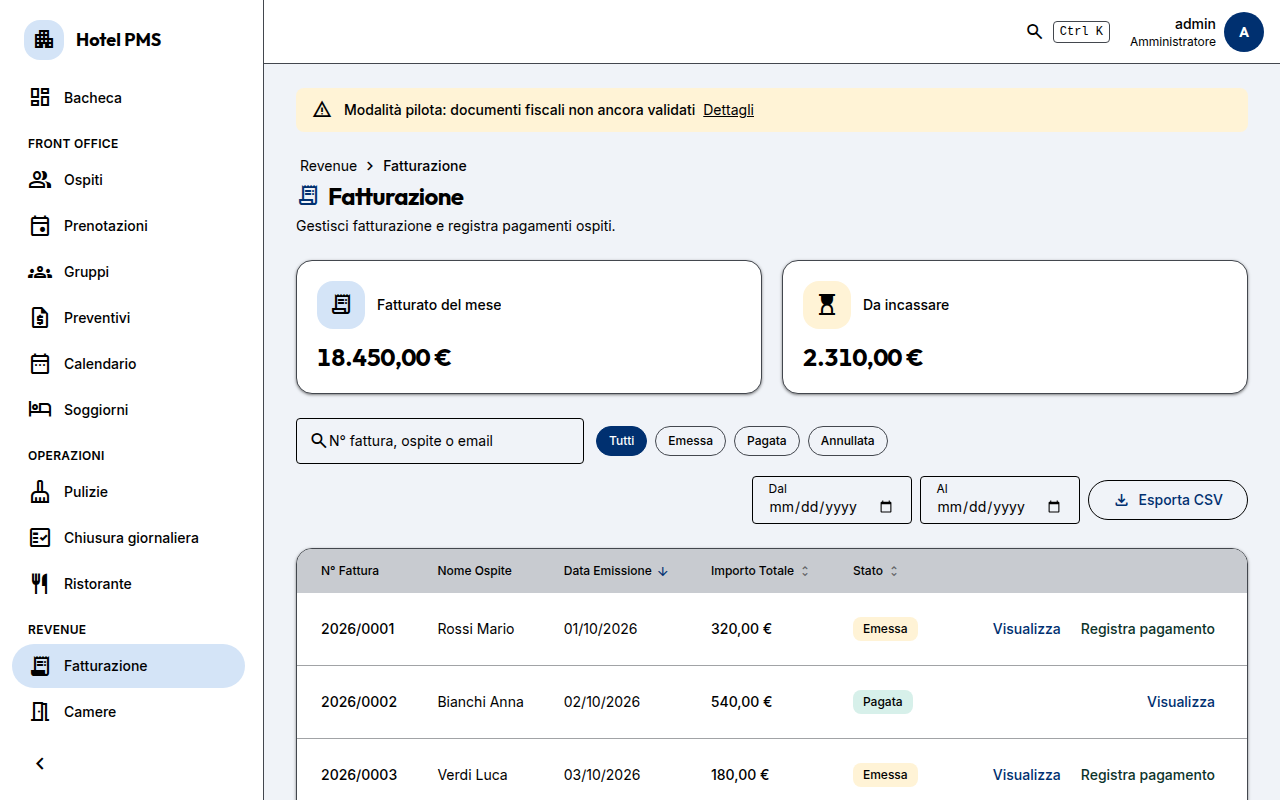 Hotel PMS
Bacheca
FRONT OFFICE
Ospiti
Prenotazioni
Gruppi
Preventivi
Calendario
Soggiorni
OPERAZIONI
Pulizie
Chiusura giornaliera
Ristorante
REVENUE
Fatturazione
Camere
Ctrl K
admin
Amministratore
A
Modalità pilota: documenti fiscali non ancora validati Dettagli
Revenue > Fatturazione
Fatturazione
Gestisci fatturazione e registra pagamenti ospiti.
Fatturato del mese
18.450,00 €
Da incassare
2.310,00 €
N° fattura, ospite o email
Tutti Emessa Pagata Annullata
Dal
mm/dd/yyyy
Al
mm/dd/yyyy
Esporta CSV
N° Fattura Nome Ospite Data Emissione Importo Totale Stato
2026/0001 Rossi Mario 01/10/2026 320,00 € Emessa Visualizza Registra pagamento
2026/0002 Bianchi Anna 02/10/2026 540,00 € Pagata Visualizza
2026/0003 Verdi Luca 03/10/2026 180,00 € Emessa Visualizza Registra pagamento